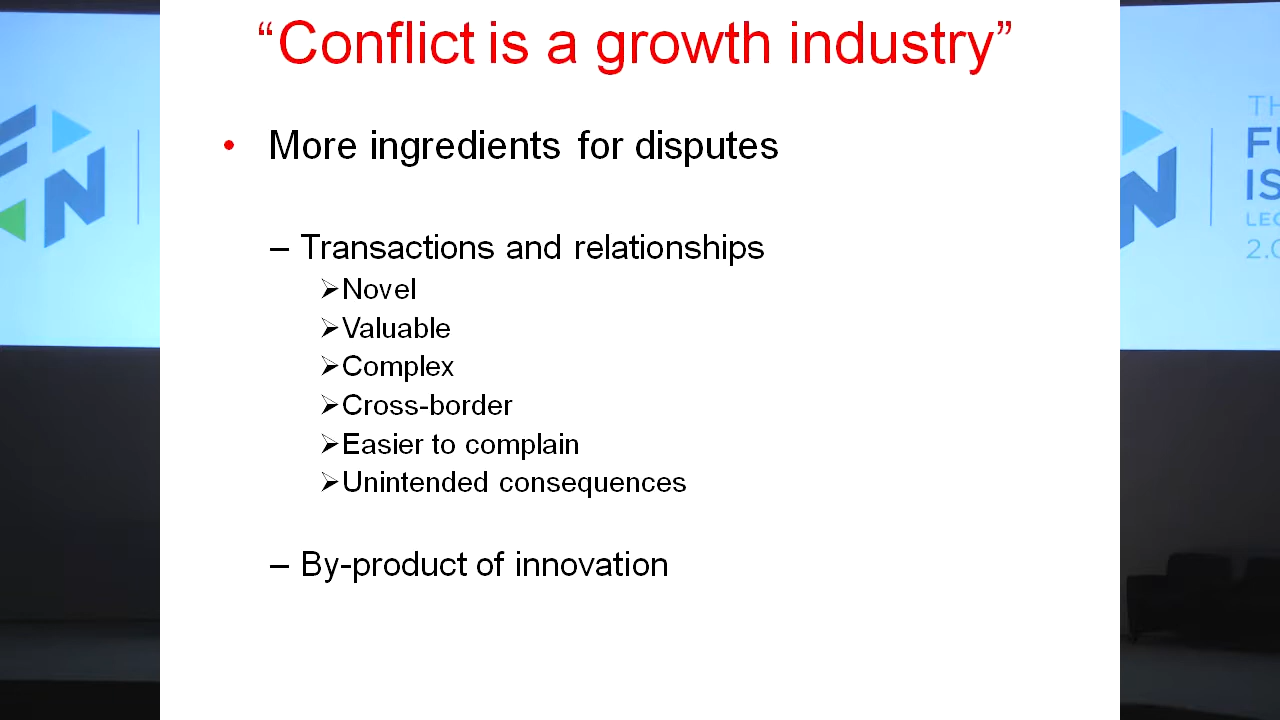 “Conflict is a growth industry”
• More ingredients for disputes
– Transactions and relationships
➢Novel
➢Valuable
➢Complex
➢Cross-border
➢Easier to complain
➢Unintended consequences
– By-product of innovation
N
N